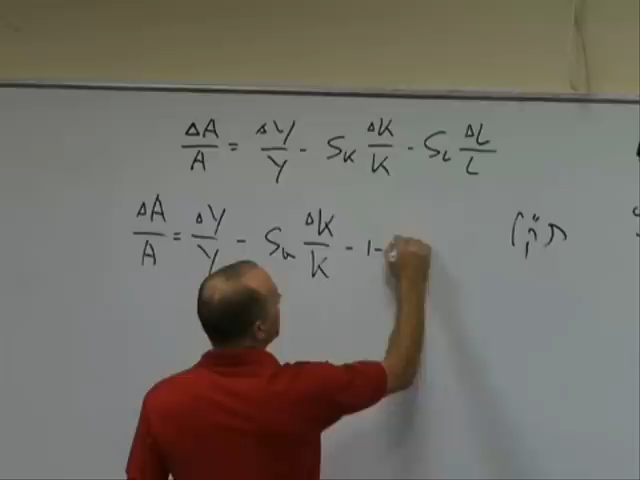 ΔA/A = ΔY/Y - S_K ΔK/K - S_L ΔL/L
ΔA/A = ΔY/Y - S_K ΔK/K - 1-